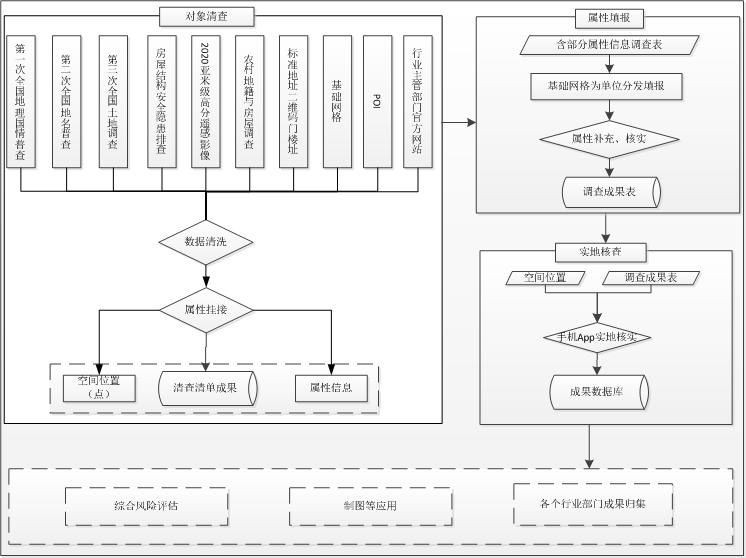 对象清查
第一次全国地理国情普查
第二次全国地名普查
第三次全国土地调查
房屋结构安全隐患排查
2020亚米级高分遥感影像
农村地籍与房屋调查
标准地址二维码门楼址
基础网格
POI
行业主管部门官方网站
数据清洗
属性挂接
空间位置
（点）
清查清单成果
属性信息
属性填报
含部分属性信息调查表
基础网格为单位分发填报
属性补充、核实
调查成果表
实地核查
空间位置
调查成果表
手机App实地核实
成果数据库
综合风险评估
制图等应用
各个行业部门成果归集